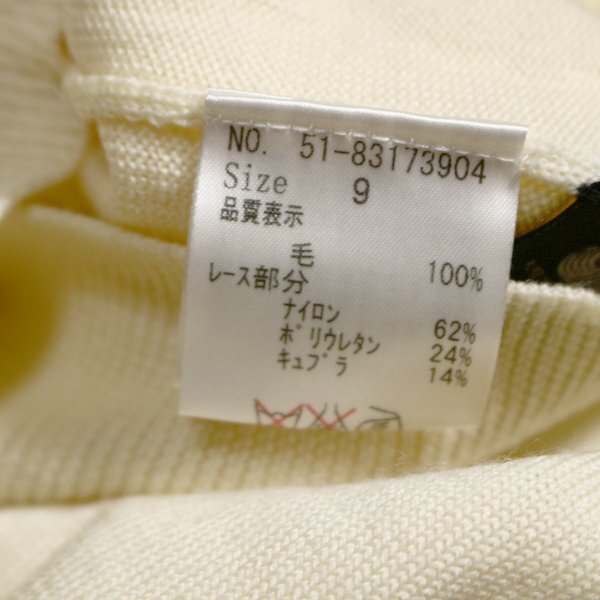 NO. 51-83173904
Size 9
品質表示
毛 100%
レース部分
ナイロン 62%
ポリウレタン 24%
キュプラ 14%